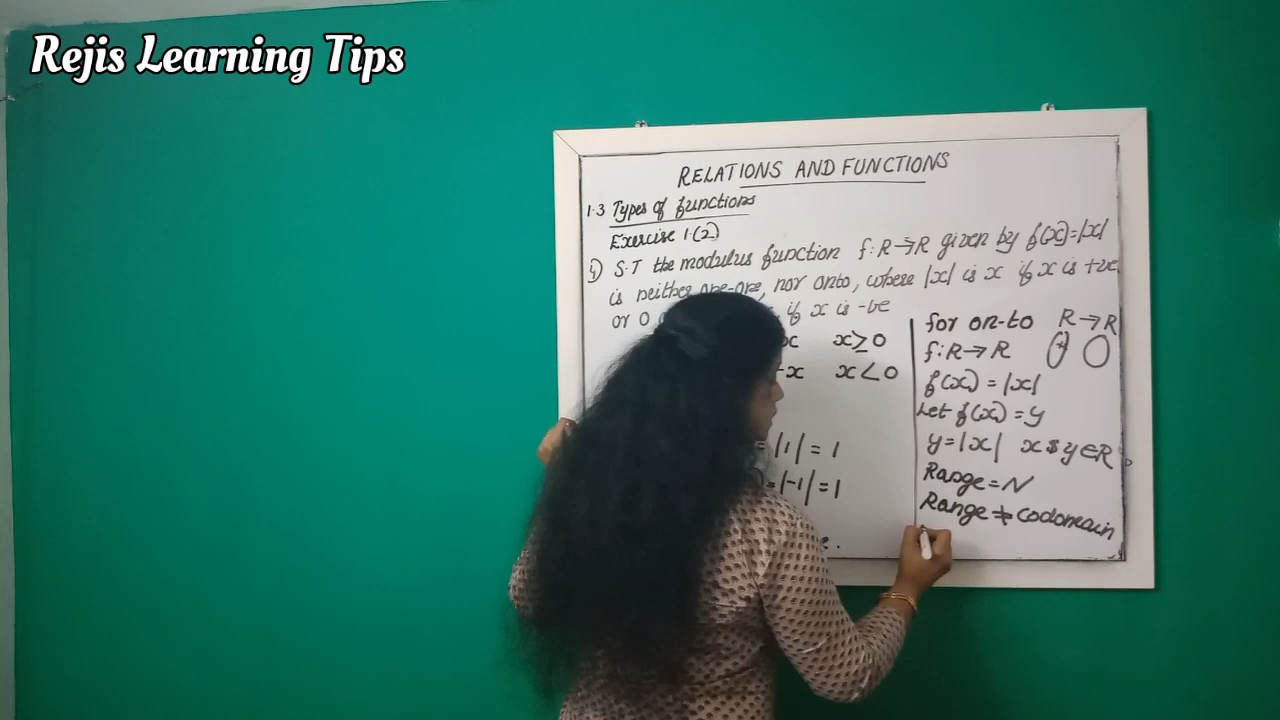 Rejis Learning Tips
RELATIONS AND FUNCTIONS
1.3 Types of functions
Exercise 1.(2)
4) S.T the modulus function f:R→R given by f(x)=|x|
is neither one-one, nor onto, where |x| is x if x is +ve
or 0 if x is -ve
x x≥0
-x x<0
= |1| = 1
=|-1|=1
for on-to R→R
f:R→R +
f(x) = |x|
Let f(x) = y
y=|x| x & y ∈R
Range = N
Range ≠ Codomain